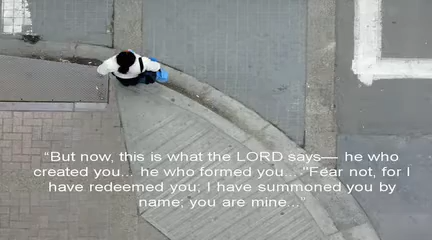 “But now, this is what the LORD says— he who
created you... he who formed you... "Fear not, for I
have redeemed you; I have summoned you by
name; you are mine..."